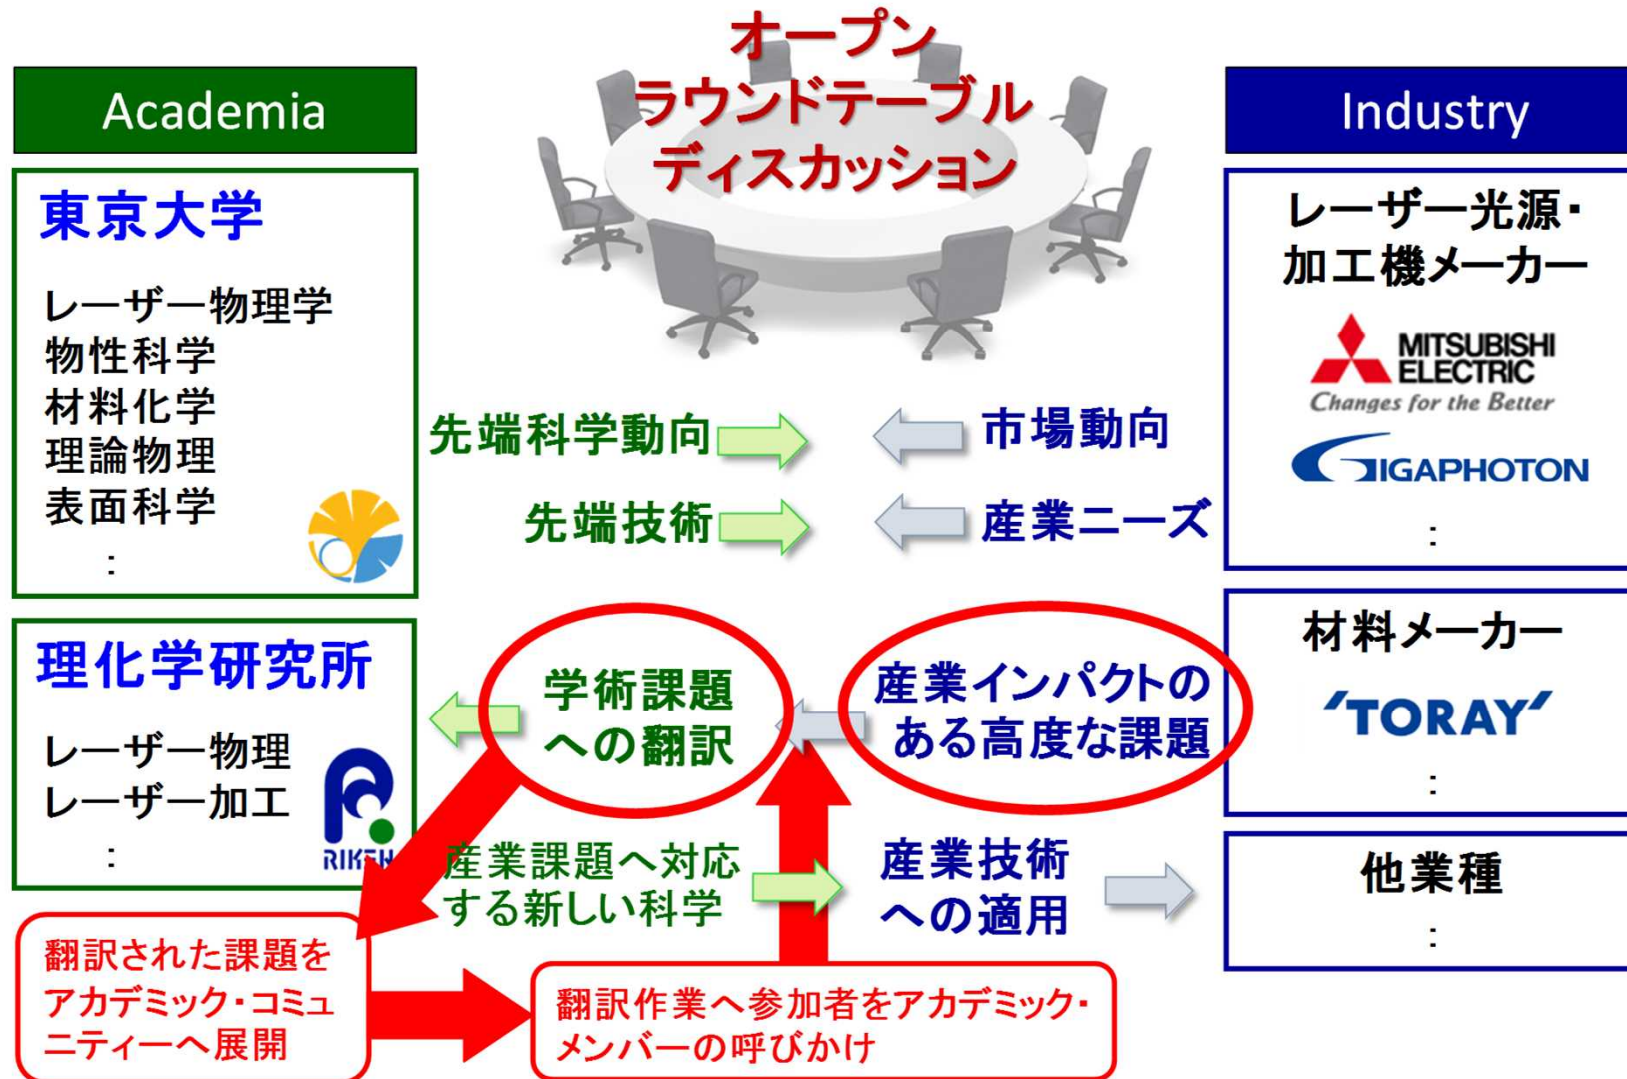 オープン
ラウンドテーブル
ディスカッション
Academia
東京大学
レーザー物理学
物性科学
材料化学
理論物理
表面科学
:
理化学研究所
レーザー物理
レーザー加工
:
RIKEN
先端科学動向
先端技術
市場動向
産業ニーズ
学術課題
への翻訳
産業インパクトの
ある高度な課題
産業課題へ対応
する新しい科学
産業技術
への適用
翻訳された課題を
アカデミック・コミュ
ニティーへ展開
翻訳作業へ参加者をアカデミック・
メンバーの呼びかけ
Industry
レーザー光源・
加工機メーカー
MITSUBISHI
ELECTRIC
Changes for the Better
GIGAPHOTON
:
材料メーカー
'TORAY'
:
他業種
: